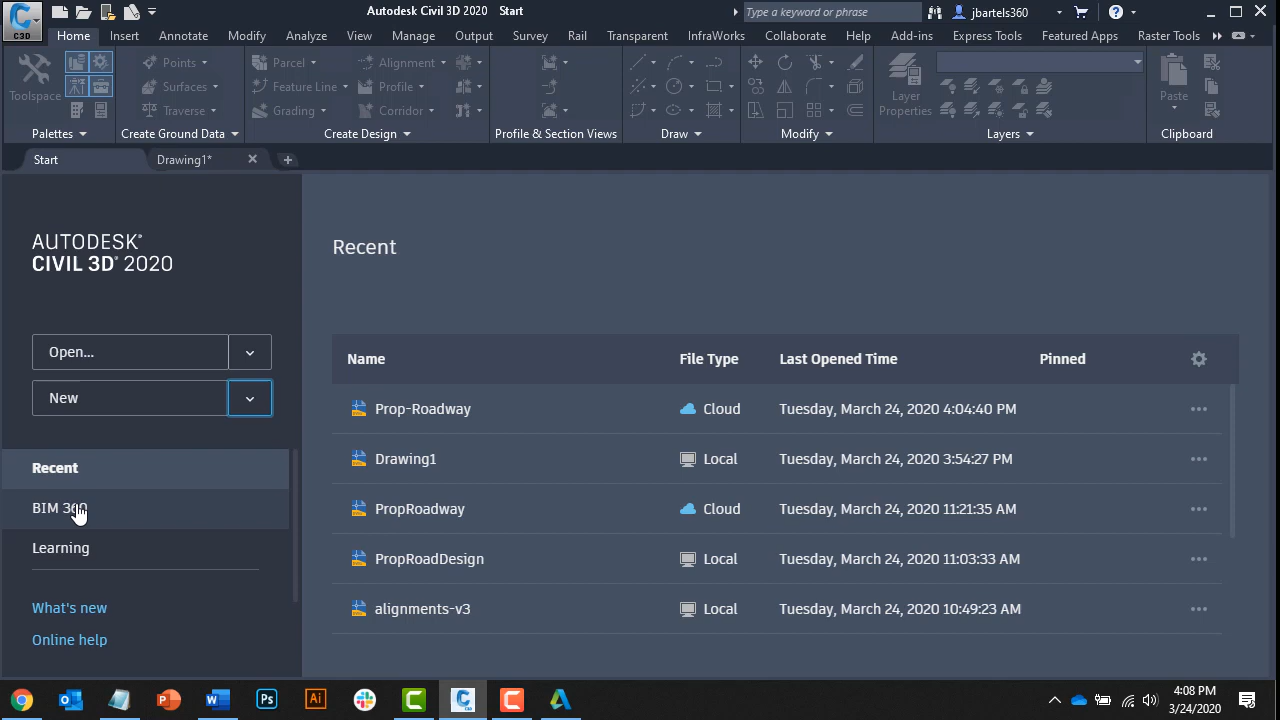 Autodesk Civil 3D 2020 Start
Type a keyword or phrase
jbartels360
C3D
Home Insert Annotate Modify Analyze View Manage Output Survey Rail Transparent InfraWorks Collaborate Help Add-ins Express Tools Featured Apps Raster Tools
Toolspace
Points
Surfaces
Traverse
Parcel
Feature Line
Grading
Alignment
Profile
Corridor
Layer
Properties
Paste
Palettes Create Ground Data Create Design Profile & Section Views Draw Modify Layers Clipboard
Start Drawing1*
AUTODESK®
CIVIL 3D® 2020
Open...
New
Recent
BIM 360
Learning
What's new
Online help
Recent
Name File Type Last Opened Time Pinned
Prop-Roadway Cloud Tuesday, March 24, 2020 4:04:40 PM
Drawing1 Local Tuesday, March 24, 2020 3:54:27 PM
PropRoadway Cloud Tuesday, March 24, 2020 11:21:35 AM
PropRoadDesign Local Tuesday, March 24, 2020 11:03:33 AM
alignments-v3 Local Tuesday, March 24, 2020 10:49:23 AM
Ps
Ai
4:08 PM
3/24/2020